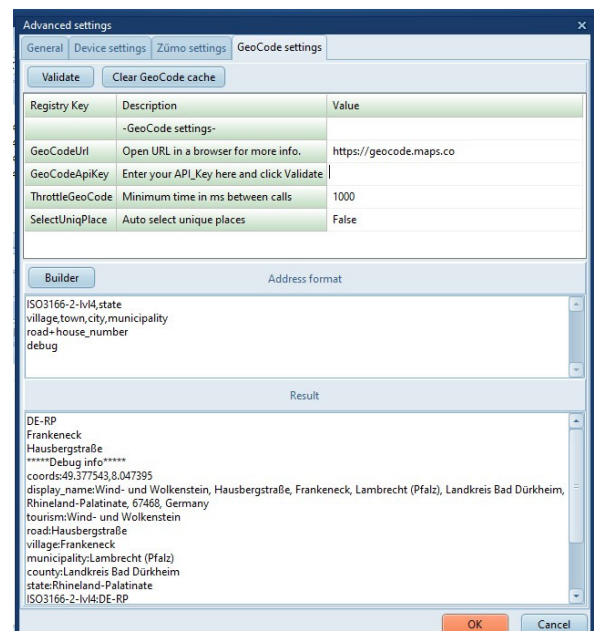 Advanced settings
General Device settings Zümo settings GeoCode settings
Validate Clear GeoCode cache
Registry Key Description Value
-GeoCode settings-
GeoCodeUrl Open URL in a browser for more info. https://geocode.maps.co
GeoCodeApiKey Enter your API_Key here and click Validate
ThrottleGeoCode Minimum time in ms between calls 1000
SelectUniqPlace Auto select unique places False
Builder Address format
ISO3166-2-lvl4,state
village,town,city,municipality
road+house_number
debug
Result
DE-RP
Frankeneck
Hausbergstraße
*****Debug info*****
coords:49.377543,8.047395
display_name:Wind- und Wolkenstein, Hausbergstraße, Frankeneck, Lambrecht (Pfalz), Landkreis Bad Dürkheim,
Rhineland-Palatinate, 67468, Germany
tourism:Wind- und Wolkenstein
road:Hausbergstraße
village:Frankeneck
municipality:Lambrecht (Pfalz)
county:Landkreis Bad Dürkheim
state:Rhineland-Palatinate
ISO3166-2-lvl4:DE-RP
OK Cancel